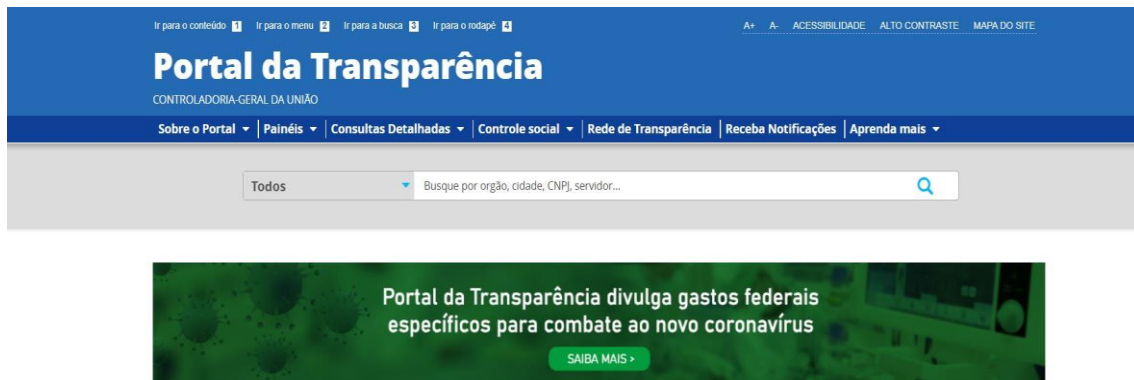 Ir para o conteúdo 1 Ir para o menu 2 Ir para a busca 3 Ir para o rodapé 4 A+ A- ACESSIBILIDADE ALTO CONTRASTE MAPA DO SITE
Portal da Transparência
CONTROLADORIA-GERAL DA UNIÃO
Sobre o Portal Painéis Consultas Detalhadas Controle social Rede de Transparência Receba Notificações Aprenda mais
Todos Busque por orgão, cidade, CNPJ, servidor...
Portal da Transparência divulga gastos federais
específicos para combate ao novo coronavírus
SAIBA MAIS >